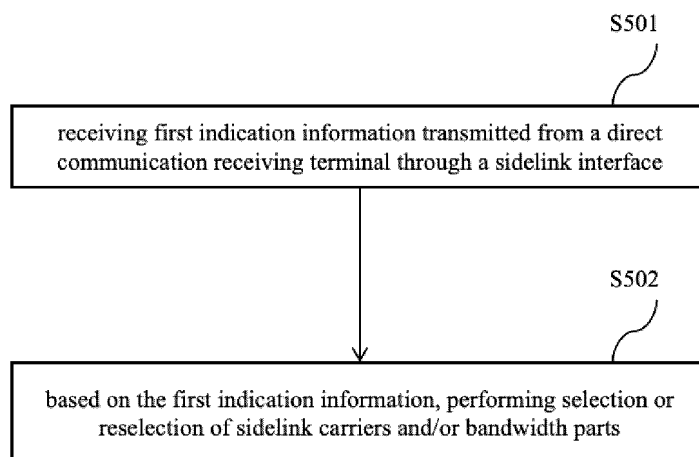 S501
receiving first indication information transmitted from a direct
communication receiving terminal through a sidelink interface
S502
based on the first indication information, performing selection or
reselection of sidelink carriers and/or bandwidth parts